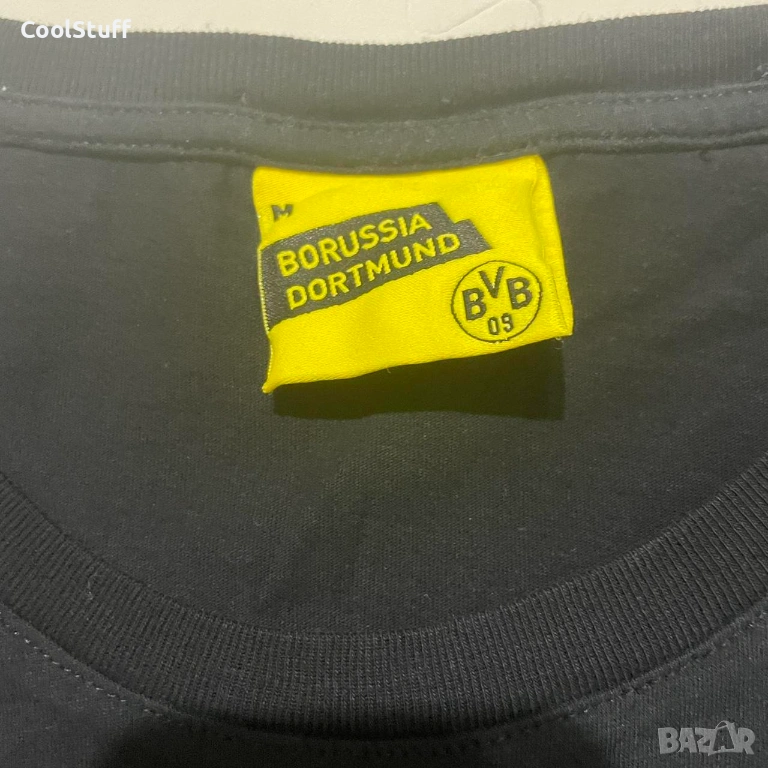 CoolStuff
M
BORUSSIA
DORTMUND
BVB
09
BAZAR